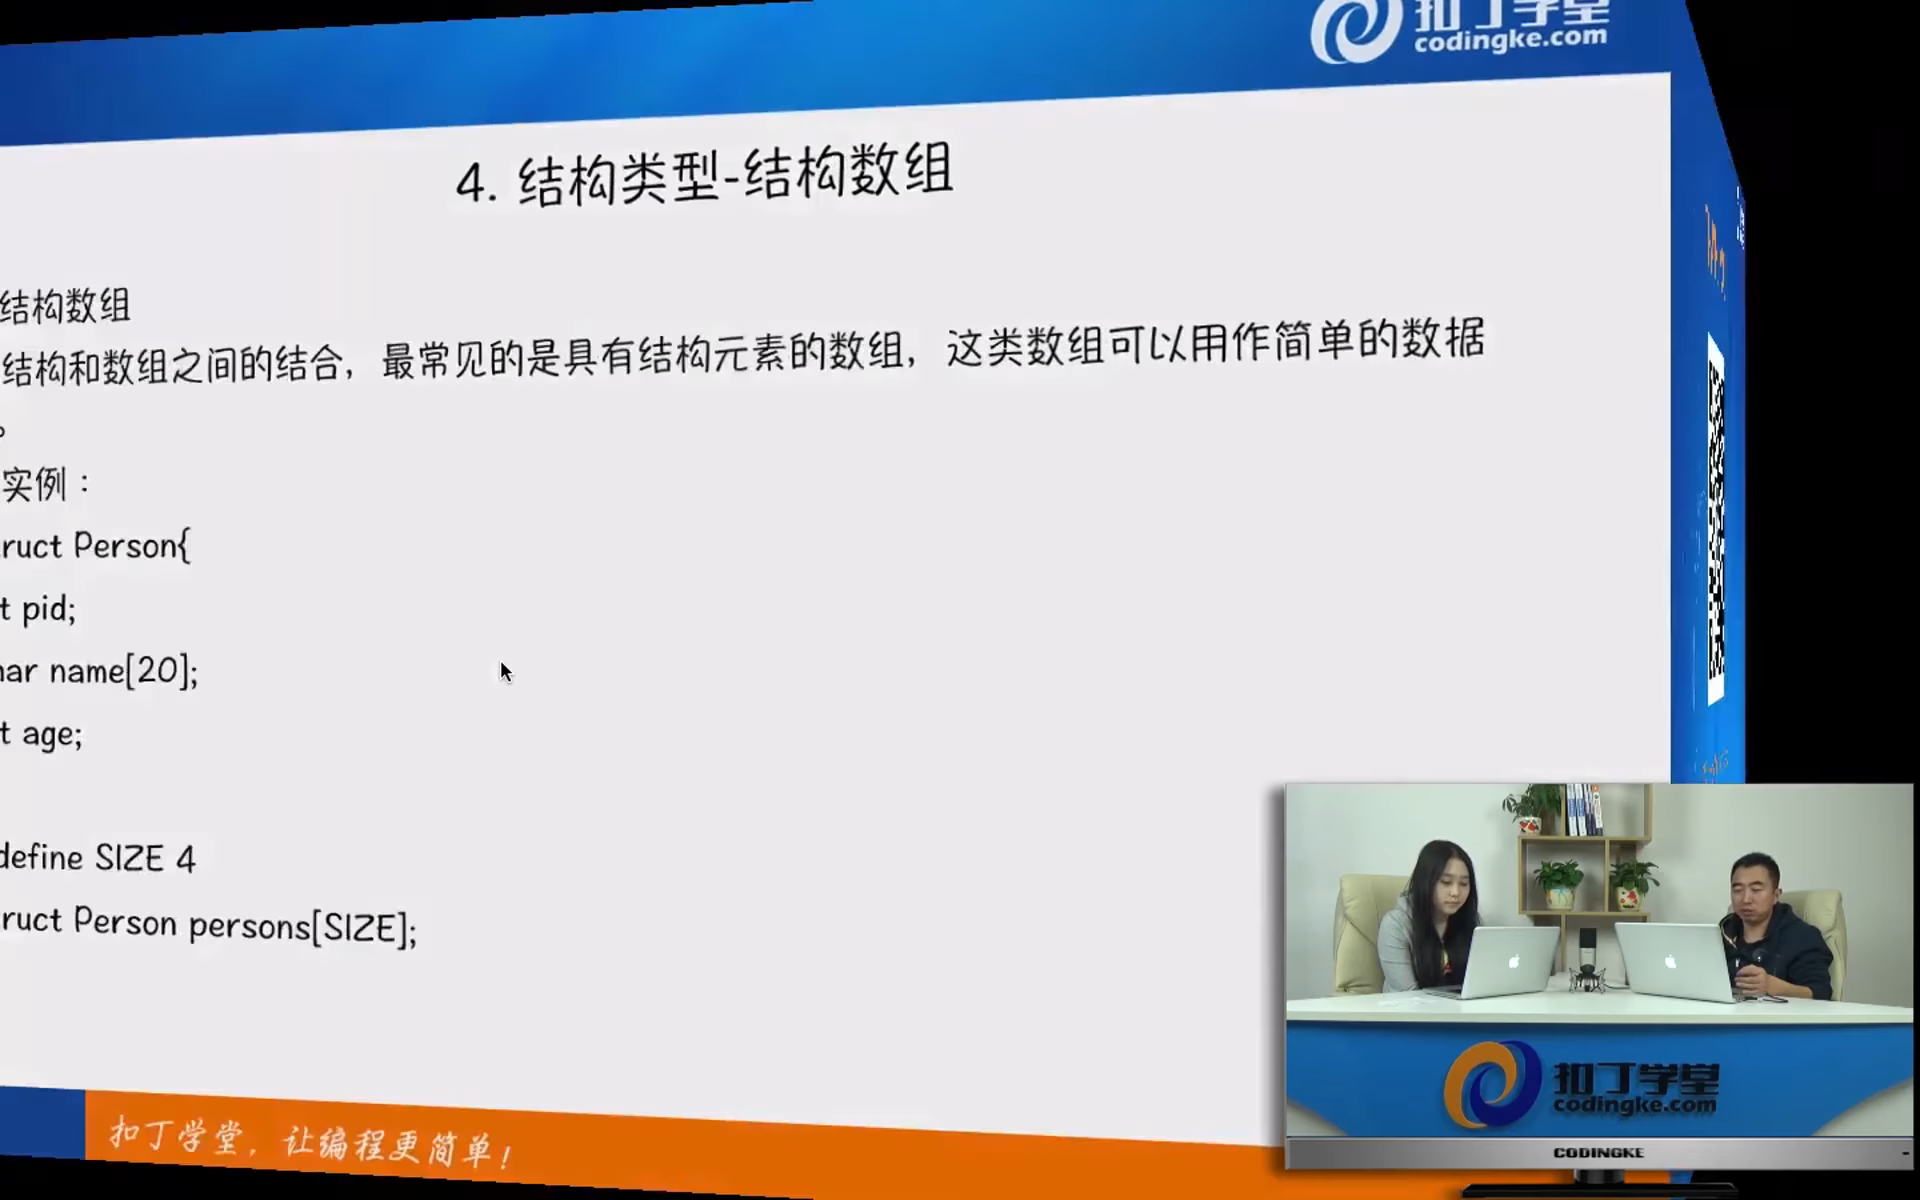 扣丁学堂
codingke.com
4. 结构类型-结构数组
结构数组
结构和数组之间的结合，最常见的是具有结构元素的数组，这类数组可以用作简单的数据
。
实例：
ruct Person{
t pid;
har name[20];
t age;
define SIZE 4
ruct Person persons[SIZE];
扣丁学堂，让编程更简单！
扣丁学堂
codingke.com
CODINGKE